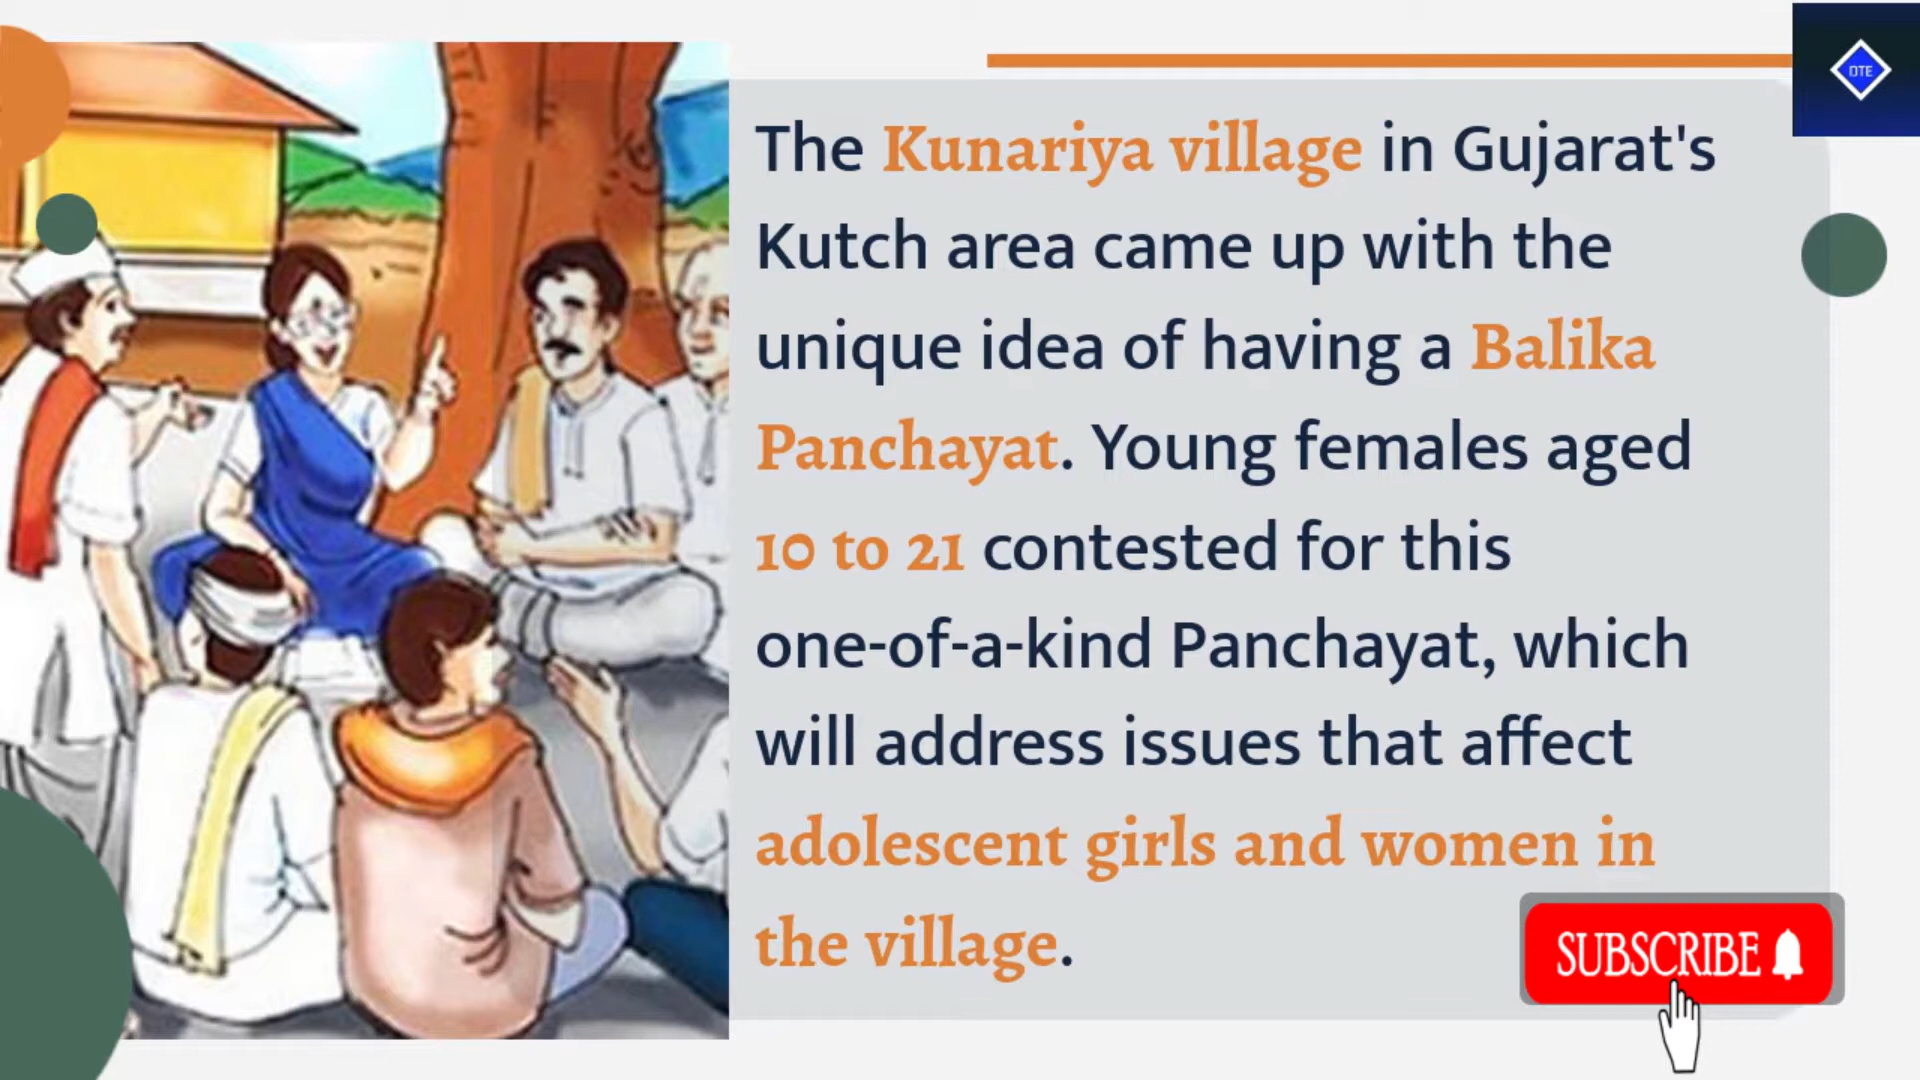 DTE
The Kunariya village in Gujarat's
Kutch area came up with the
unique idea of having a Balika
Panchayat. Young females aged
10 to 21 contested for this
one-of-a-kind Panchayat, which
will address issues that affect
adolescent girls and women in
the village.
SUBSCRIBE